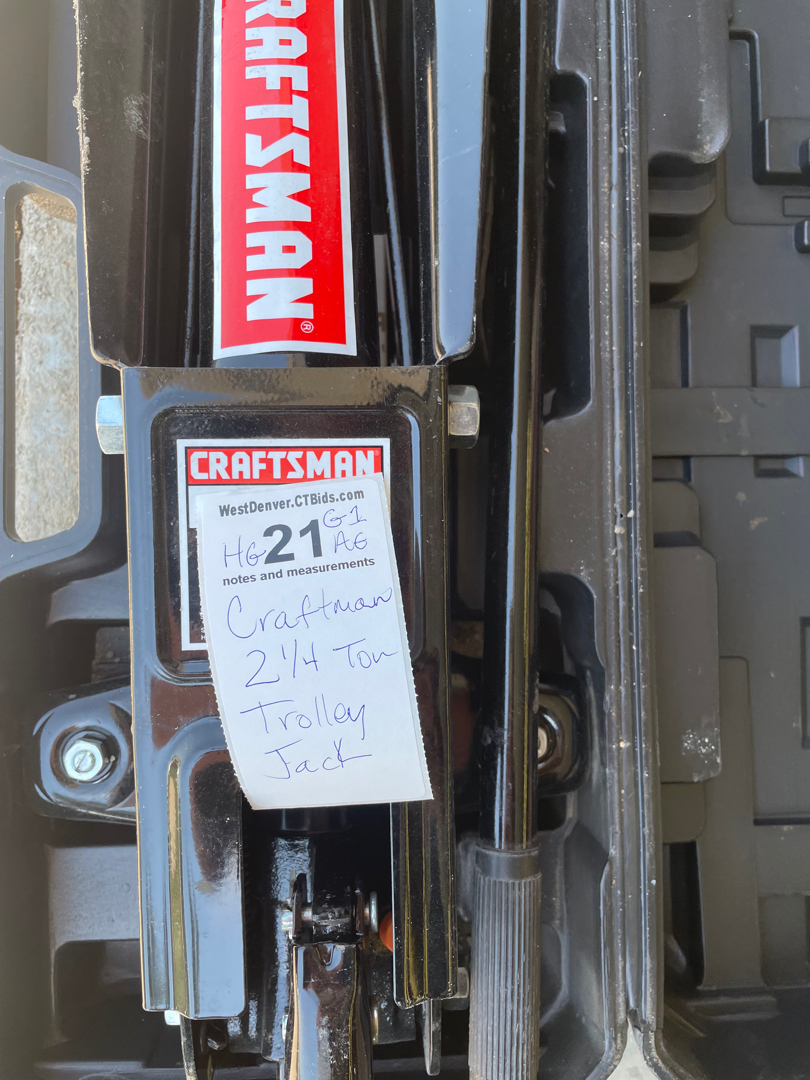 CRAFTSMAN®
CRAFTSMAN®
WestDenver.CTBids.com
G1
HG 21 AG
notes and measurements
Craftman
2 1/4 Ton
Trolley
Jack